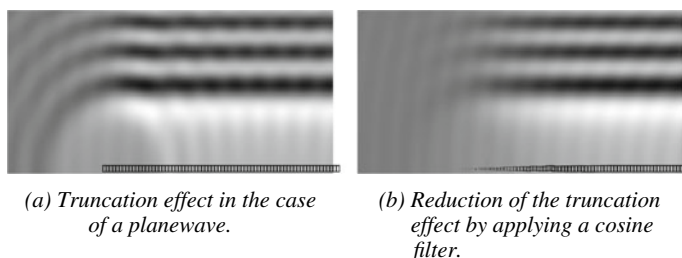 (a) Truncation effect in the case
of a planewave.
(b) Reduction of the truncation
effect by applying a cosine
filter.